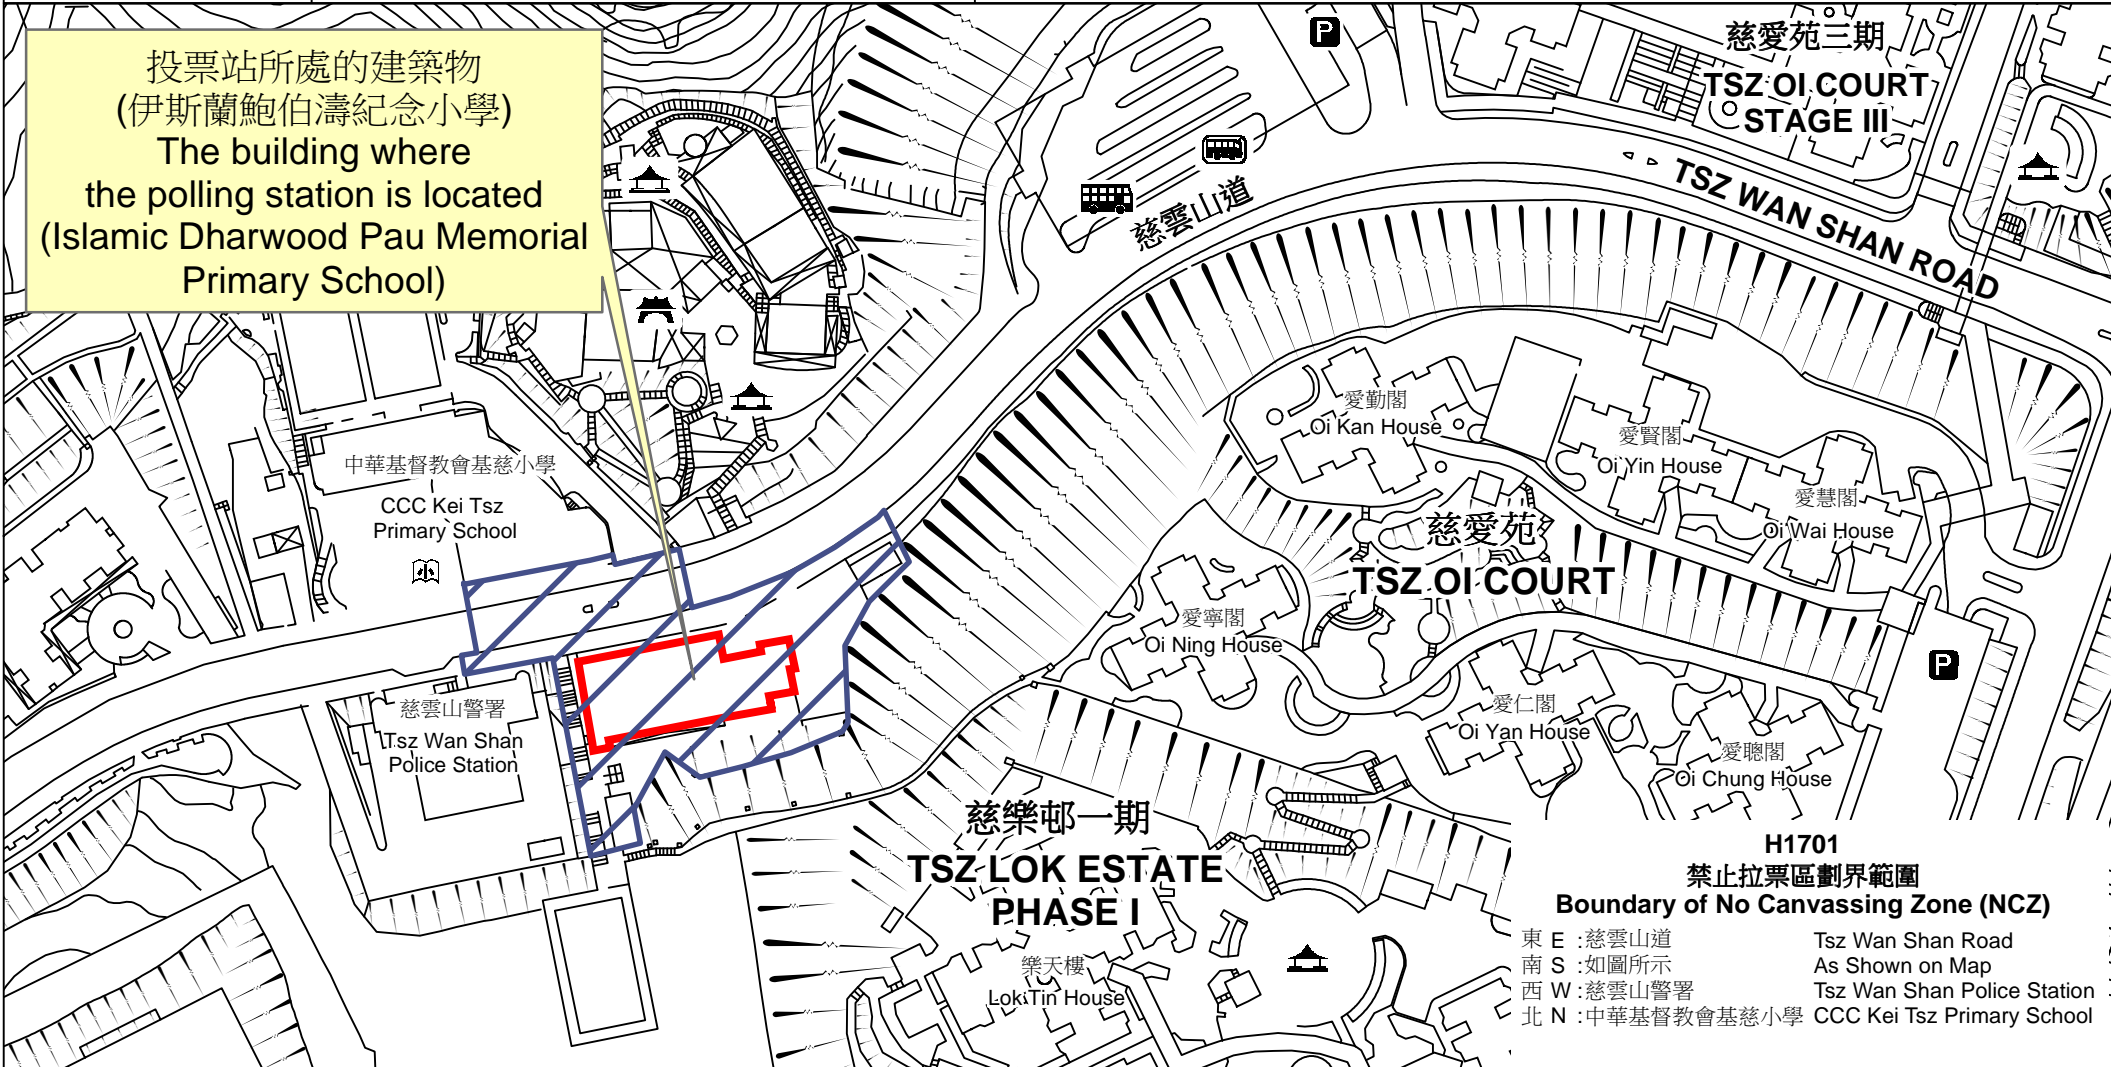 投票站所處的建築物
(伊斯蘭鮑伯濤紀念小學)
The building where
the polling station is located
(Islamic Dharwood Pau Memorial
Primary School)
慈愛苑三期
TSZ OI COURT
STAGE III
P
慈雲山道
TSZ WAN SHAN ROAD
愛勤閣
Oi Kan House
愛賢閣
Oi Yin House
愛慧閣
Oi Wai House
中華基督教會基慈小學
CCC Kei Tsz
Primary School
慈愛苑
TSZ OI COURT
愛寧閣
Oi Ning House
P
愛仁閣
Oi Yan House
愛聰閣
Oi Chung House
慈雲山警署
Tsz Wan Shan
Police Station
慈樂邨一期
TSZ LOK ESTATE
PHASE I
樂天樓
Lok Tin House
H1701
禁止拉票區劃界範圍
Boundary of No Canvassing Zone (NCZ)
東 E :慈雲山道 Tsz Wan Shan Road
南 S :如圖所示 As Shown on Map
西 W :慈雲山警署 Tsz Wan Shan Police Station
北 N :中華基督教會基慈小學 CCC Kei Tsz Primary School